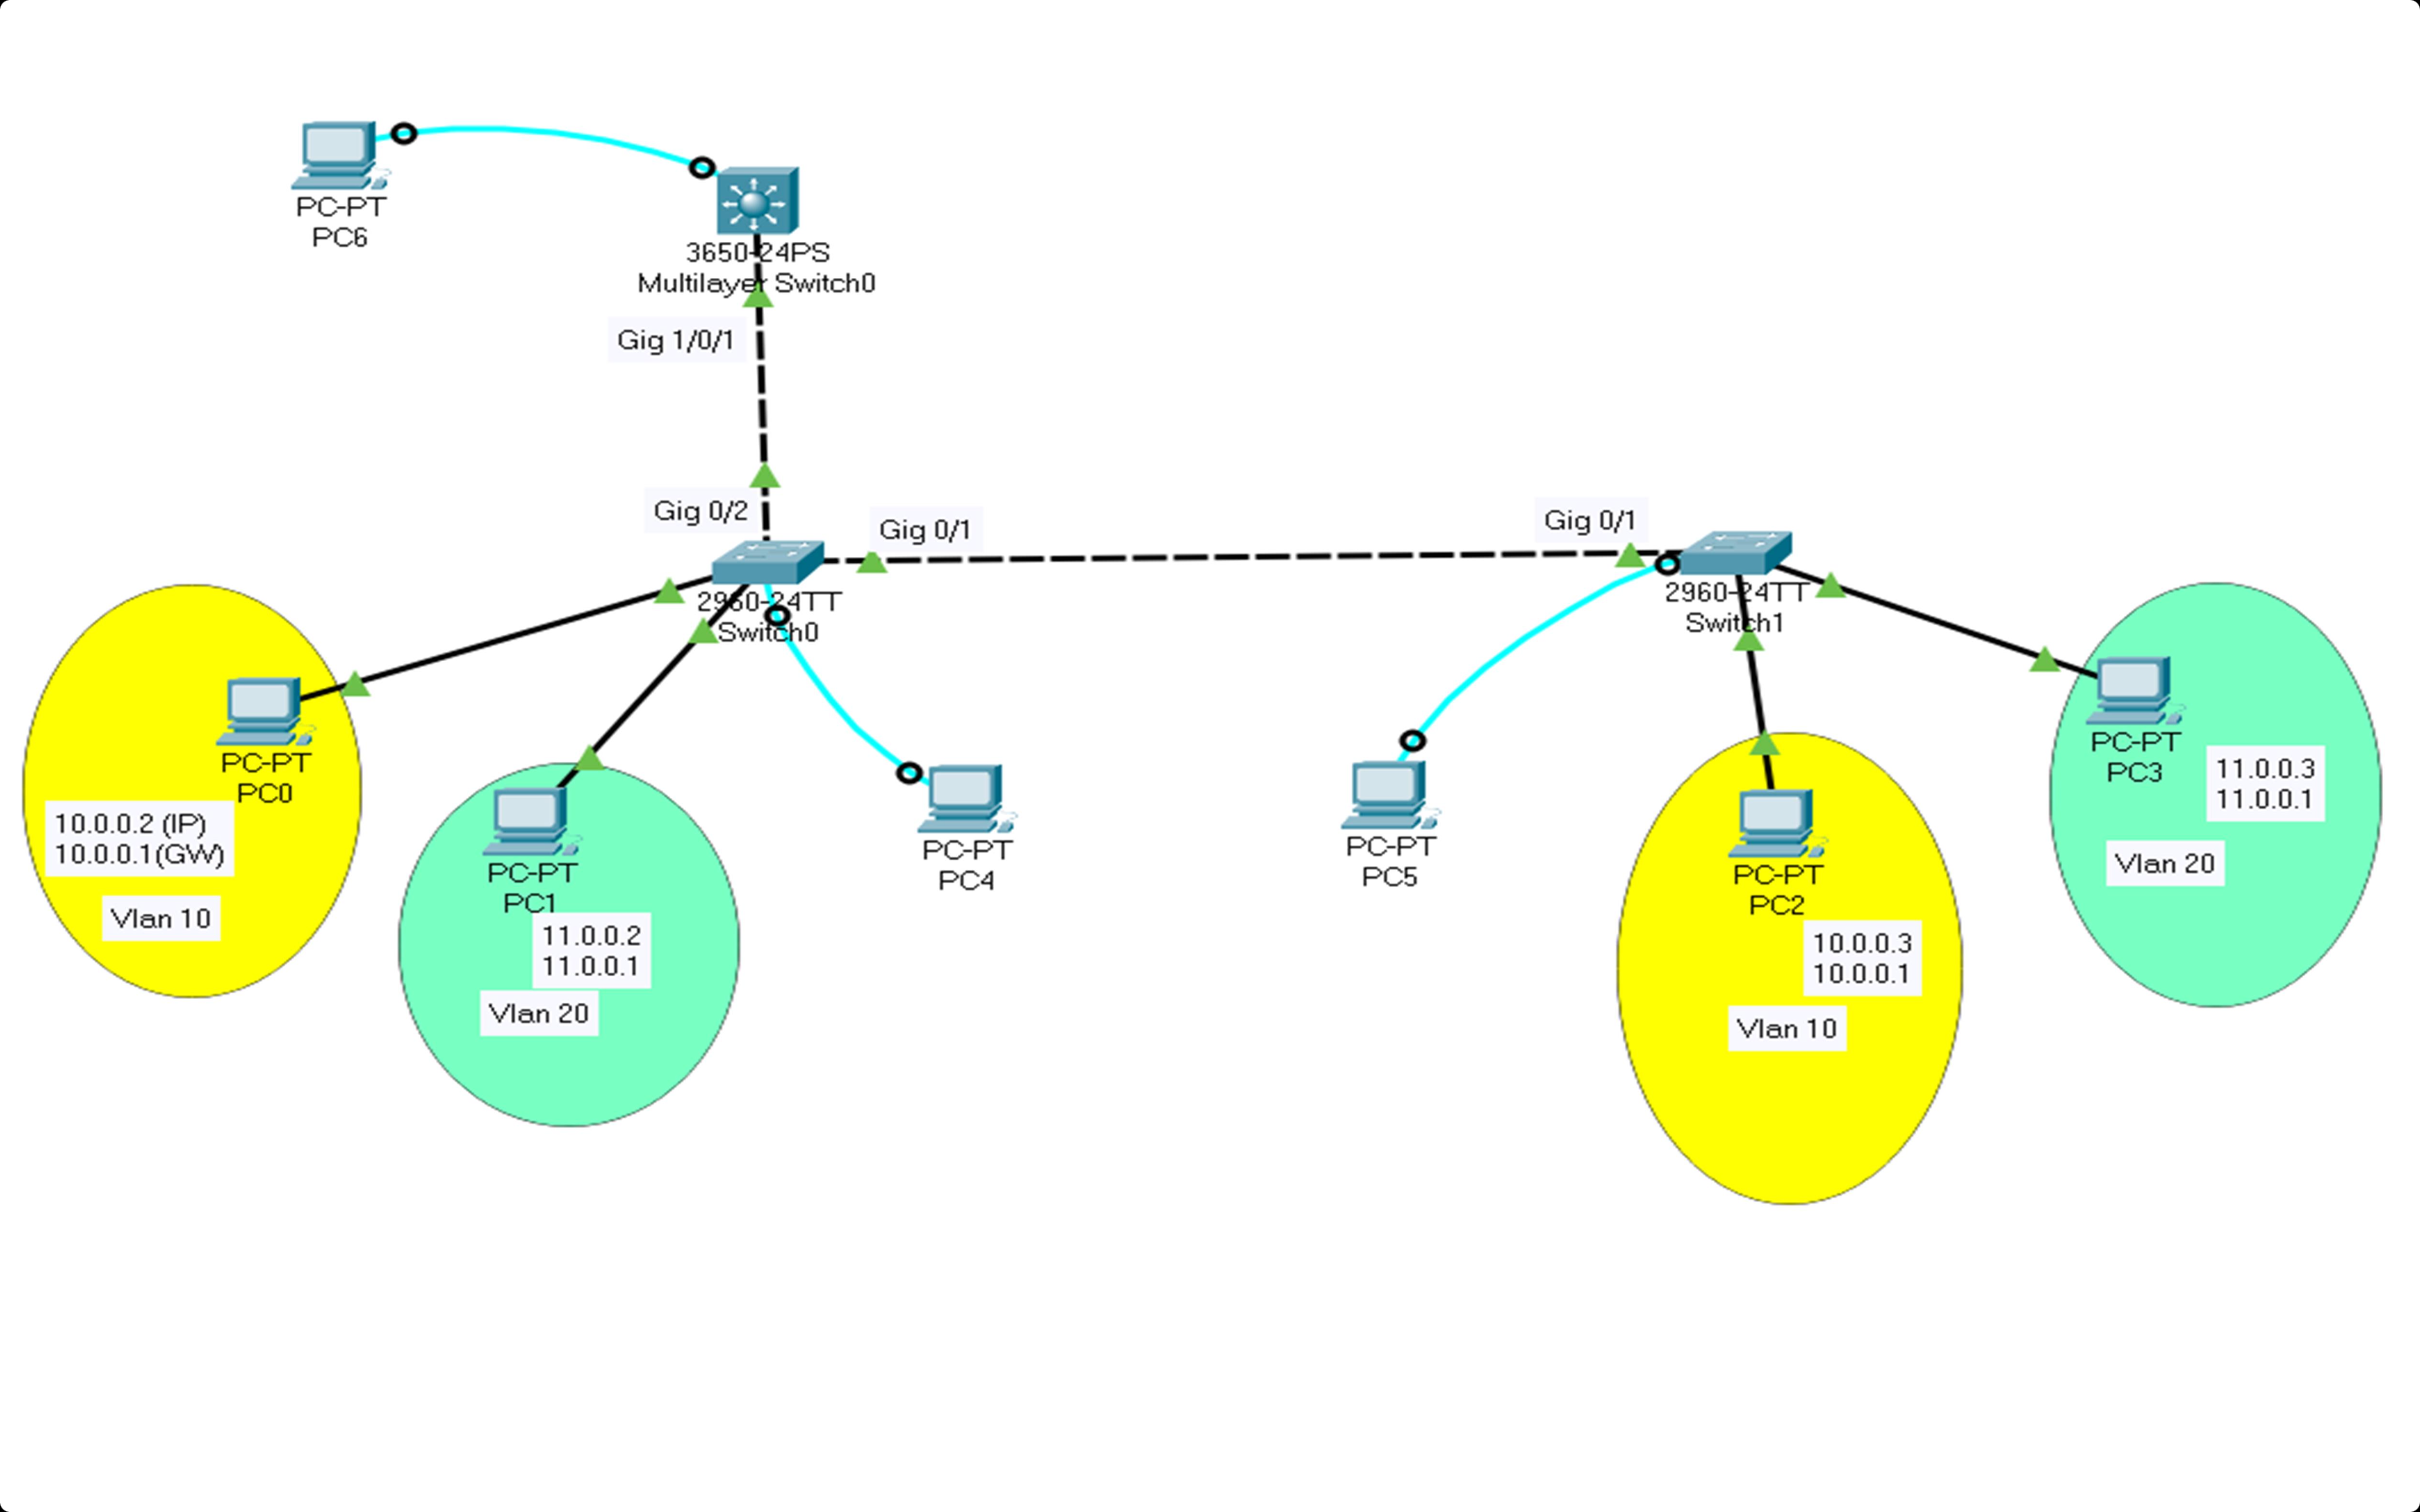 PC-PT
PC6
3650-24PS
Multilayer Switch0
Gig 1/0/1
Gig 0/2
Gig 0/1
Gig 0/1
2960-24TT
Switch0
2960-24TT
Switch1
PC-PT
PC0
10.0.0.2 (IP)
10.0.0.1(GW)
Vlan 10
PC-PT
PC1
11.0.0.2
11.0.0.1
Vlan 20
PC-PT
PC4
PC-PT
PC5
PC-PT
PC2
10.0.0.3
10.0.0.1
Vlan 10
PC-PT
PC3
11.0.0.3
11.0.0.1
Vlan 20